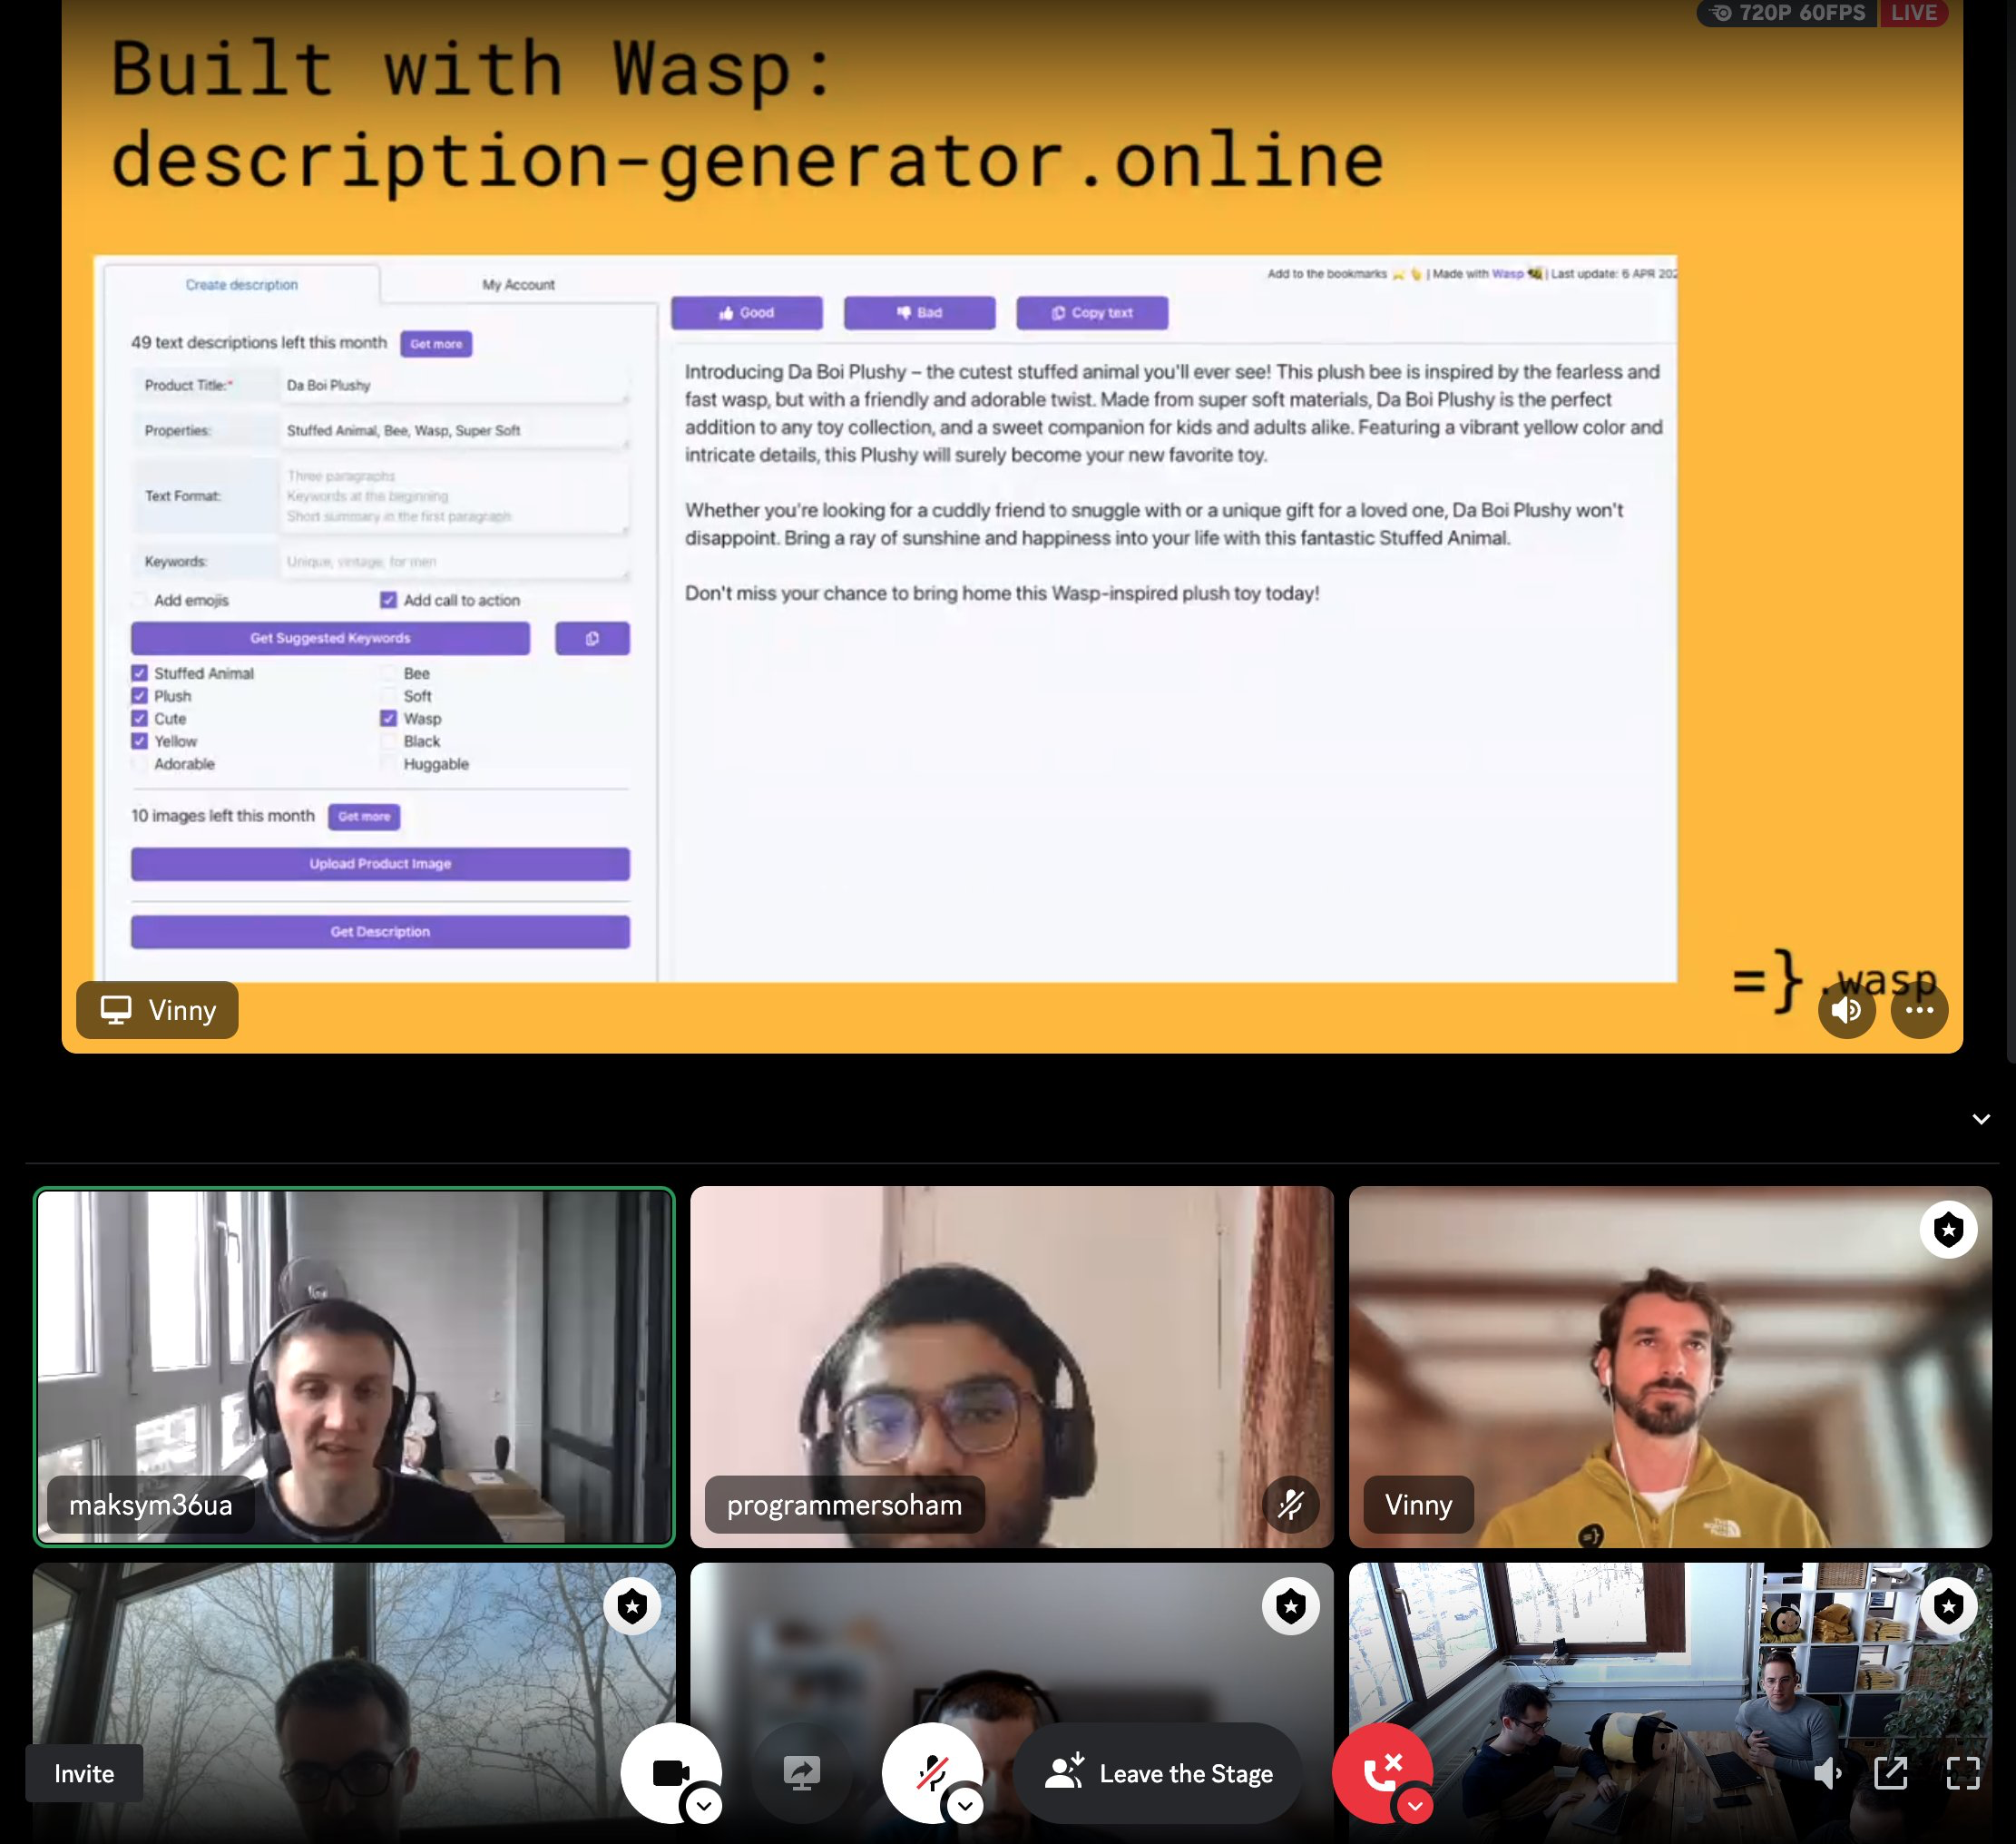 720P 60FPS LIVE
Built with Wasp:
description-generator.online
Create description
My Account
Add to the bookmarks | Made with Wasp | Last update: 6 APR 202
Good
Bad
Copy text
49 text descriptions left this month
Get more
Product Title:*
Da Boi Plushy
Properties:
Stuffed Animal, Bee, Wasp, Super Soft
Text Format:
Three paragraphs
Keywords at the beginning
Short summary in the first paragraph
Keywords:
Unique, vintage, for men
Add emojis
Add call to action
Get Suggested Keywords
Stuffed Animal
Bee
Plush
Soft
Cute
Wasp
Yellow
Black
Adorable
Huggable
10 images left this month
Get more
Upload Product Image
Get Description
Introducing Da Boi Plushy – the cutest stuffed animal you'll ever see! This plush bee is inspired by the fearless and
fast wasp, but with a friendly and adorable twist. Made from super soft materials, Da Boi Plushy is the perfect
addition to any toy collection, and a sweet companion for kids and adults alike. Featuring a vibrant yellow color and
intricate details, this Plushy will surely become your new favorite toy.
Whether you're looking for a cuddly friend to snuggle with or a unique gift for a loved one, Da Boi Plushy won't
disappoint. Bring a ray of sunshine and happiness into your life with this fantastic Stuffed Animal.
Don't miss your chance to bring home this Wasp-inspired plush toy today!
=} .wasp
Vinny
maksym36ua
programmersoham
Vinny
Invite
Leave the Stage